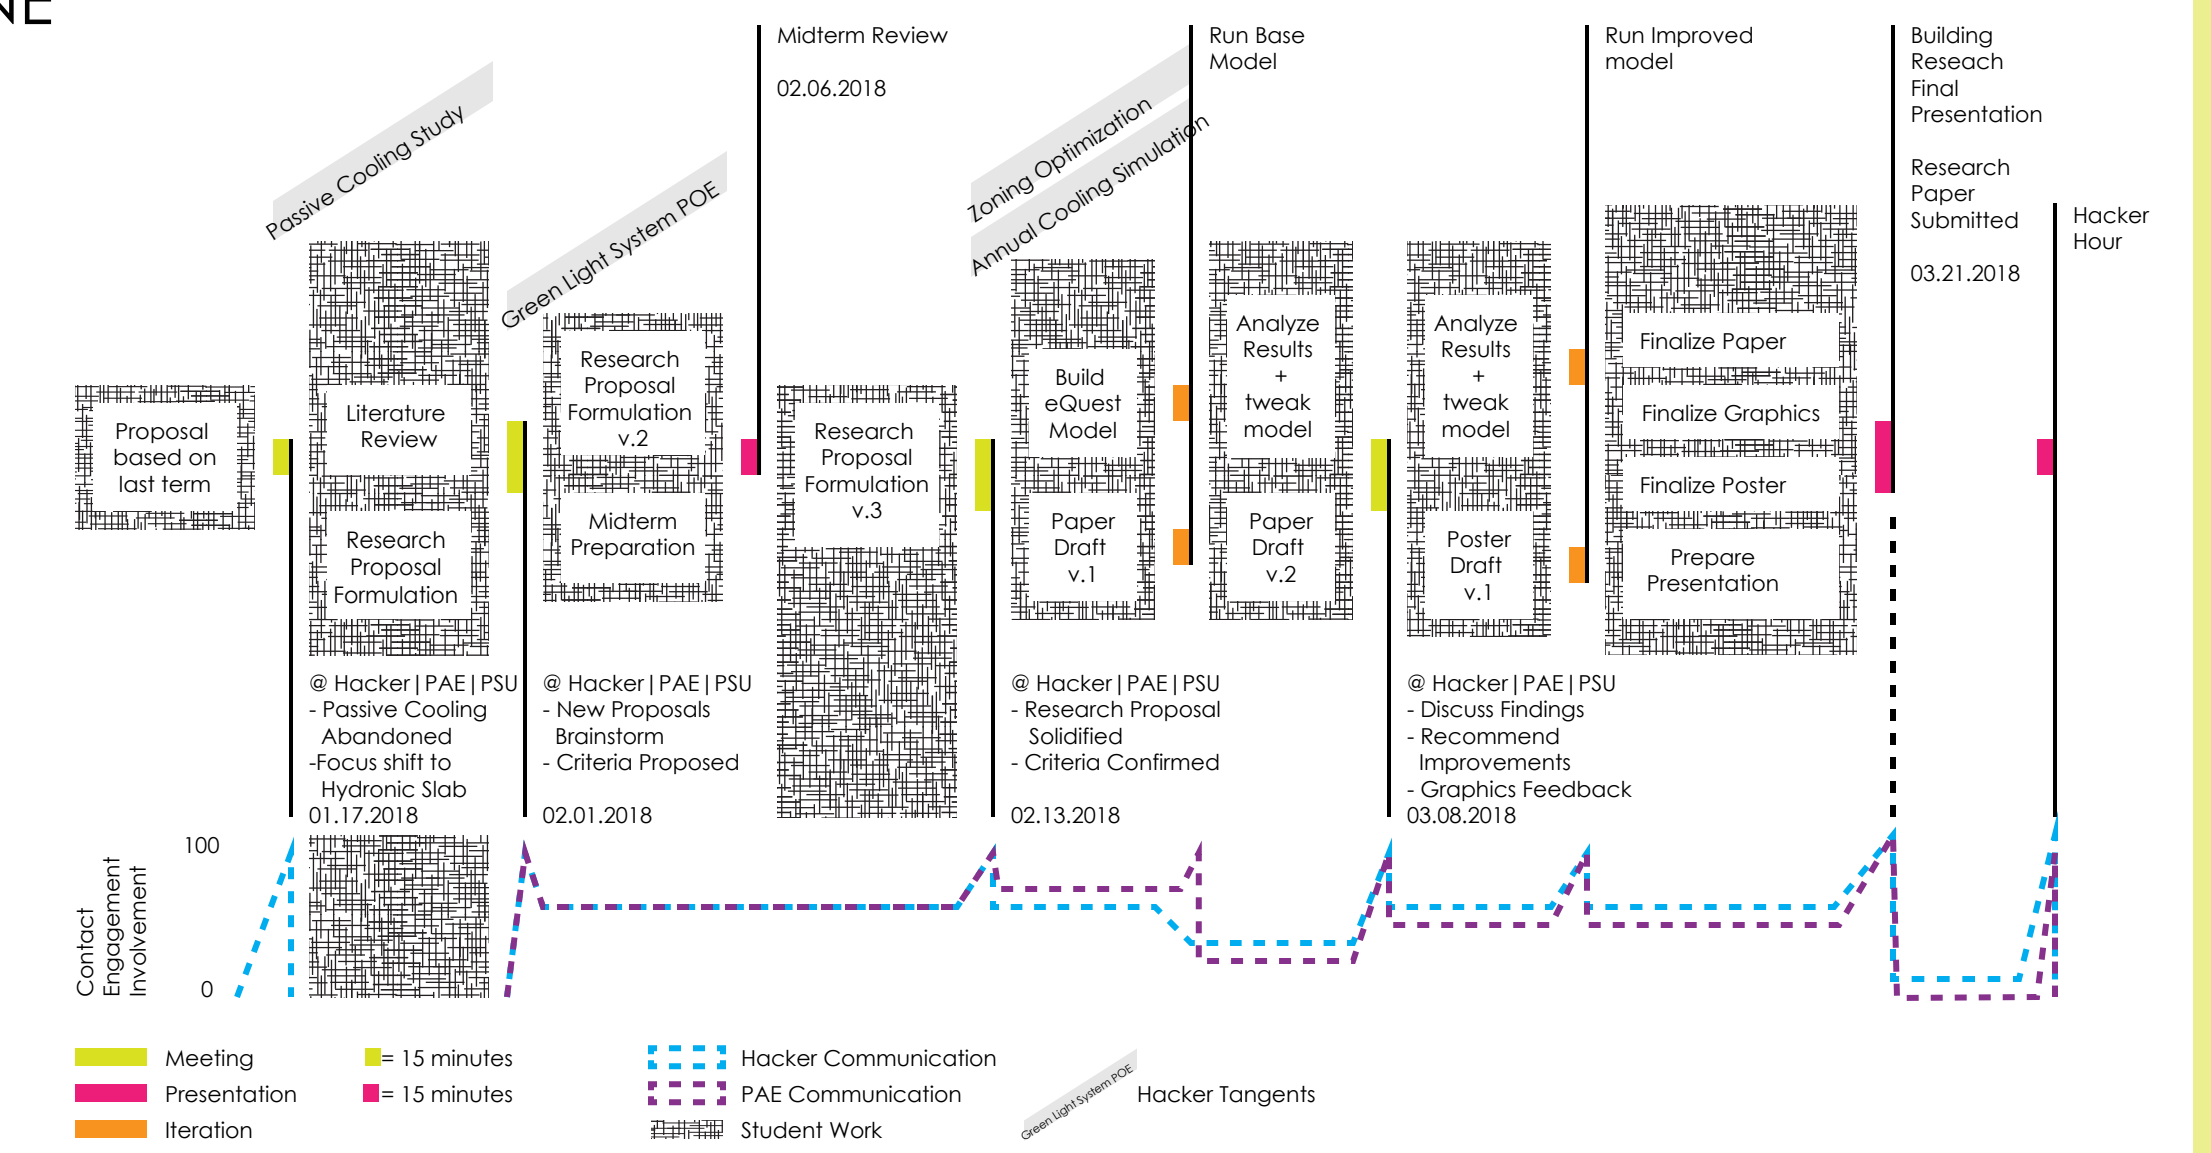 Midterm Review
02.06.2018
Run Base
Model
Run Improved
model
Building
Reseach
Final
Presentation
Research
Paper
Submitted
03.21.2018
Hacker
Hour
Passive Cooling Study
Green Light System POE
Zoning Optimization
Annual Cooling Simulation
Proposal
based on
last term
Literature
Review
Research
Proposal
Formulation
Research
Proposal
Formulation
v.2
Midterm
Preparation
Research
Proposal
Formulation
v.3
Build
eQuest
Model
Paper
Draft
v.1
Analyze
Results
+
tweak
model
Paper
Draft
v.2
Analyze
Results
+
tweak
model
Poster
Draft
v.1
Finalize Paper
Finalize Graphics
Finalize Poster
Prepare
Presentation
@ Hacker|PAE|PSU
- Passive Cooling
Abandoned
-Focus shift to
Hydronic Slab
01.17.2018
@ Hacker|PAE|PSU
- New Proposals
Brainstorm
- Criteria Proposed
02.01.2018
@ Hacker|PAE|PSU
- Research Proposal
Solidified
- Criteria Confirmed
02.13.2018
@ Hacker|PAE|PSU
- Discuss Findings
- Recommend
Improvements
- Graphics Feedback
03.08.2018
Contact
Engagement
Involvement
100
0
Meeting
= 15 minutes
Hacker Communication
Presentation
= 15 minutes
PAE Communication
Green Light System POE
Hacker Tangents
Iteration
Student Work